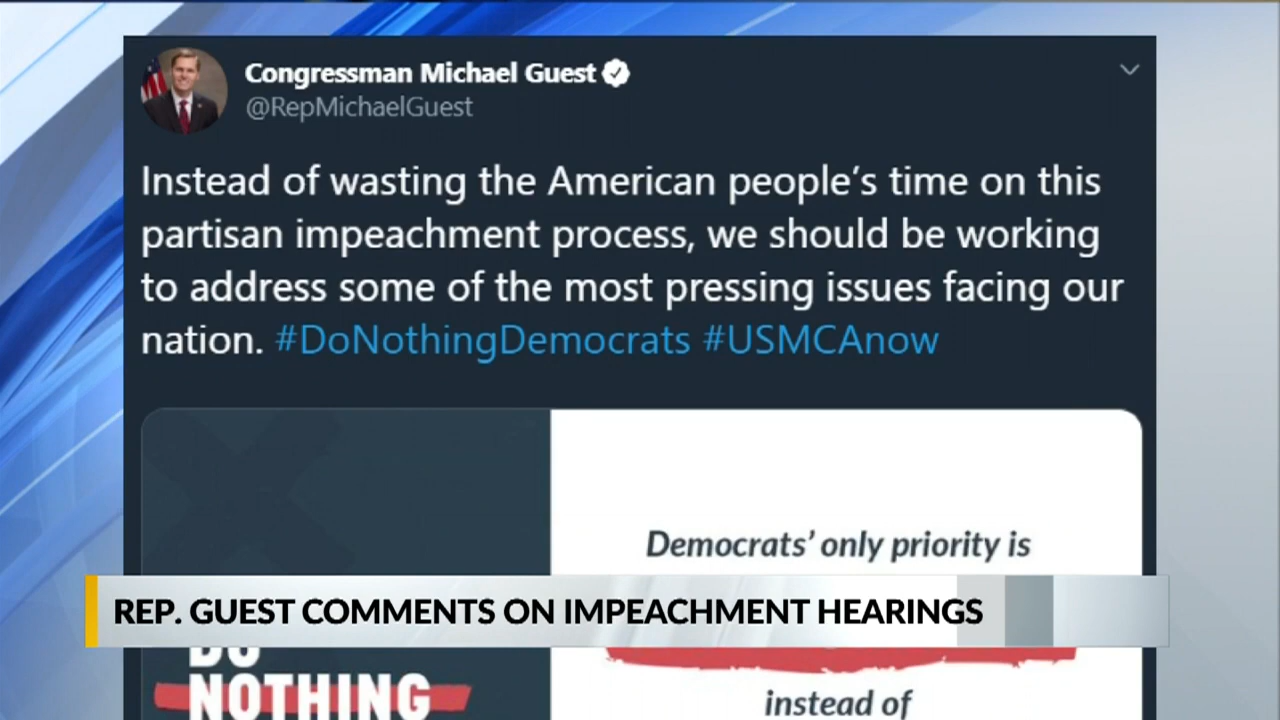 Congressman Michael Guest
@RepMichaelGuest
Instead of wasting the American people's time on this
partisan impeachment process, we should be working
to address some of the most pressing issues facing our
nation. #DoNothingDemocrats #USMCAnow
Democrats' only priority is
REP. GUEST COMMENTS ON IMPEACHMENT HEARINGS
DO
NOTHING
instead of